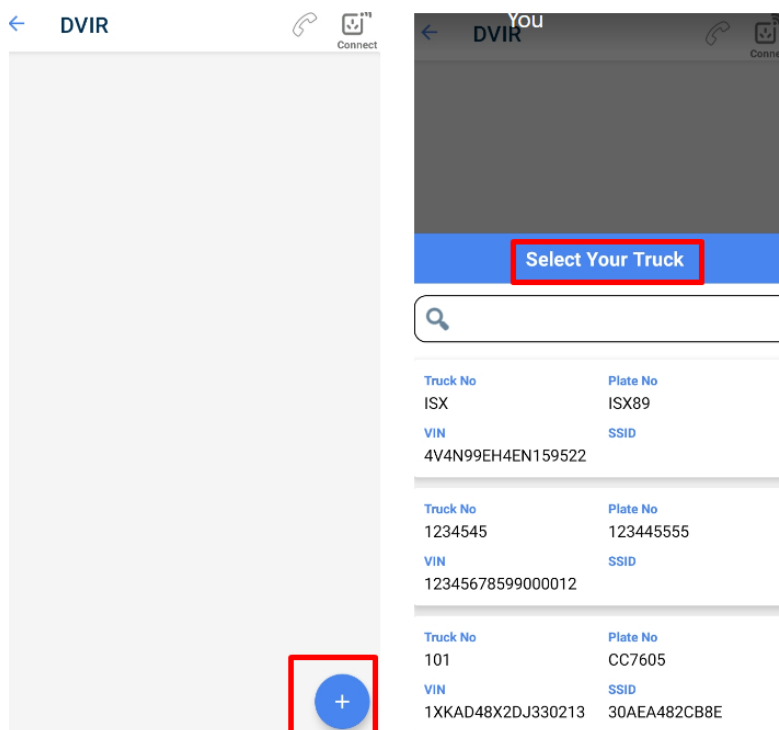 DVIR
Connect
+
You
DVIR
Conne
Select Your Truck
Truck No Plate No
ISX ISX89
VIN SSID
4V4N99EH4EN159522
Truck No Plate No
1234545 123445555
VIN SSID
12345678599000012
Truck No Plate No
101 CC7605
VIN SSID
1XKAD48X2DJ330213 30AEA482CB8E